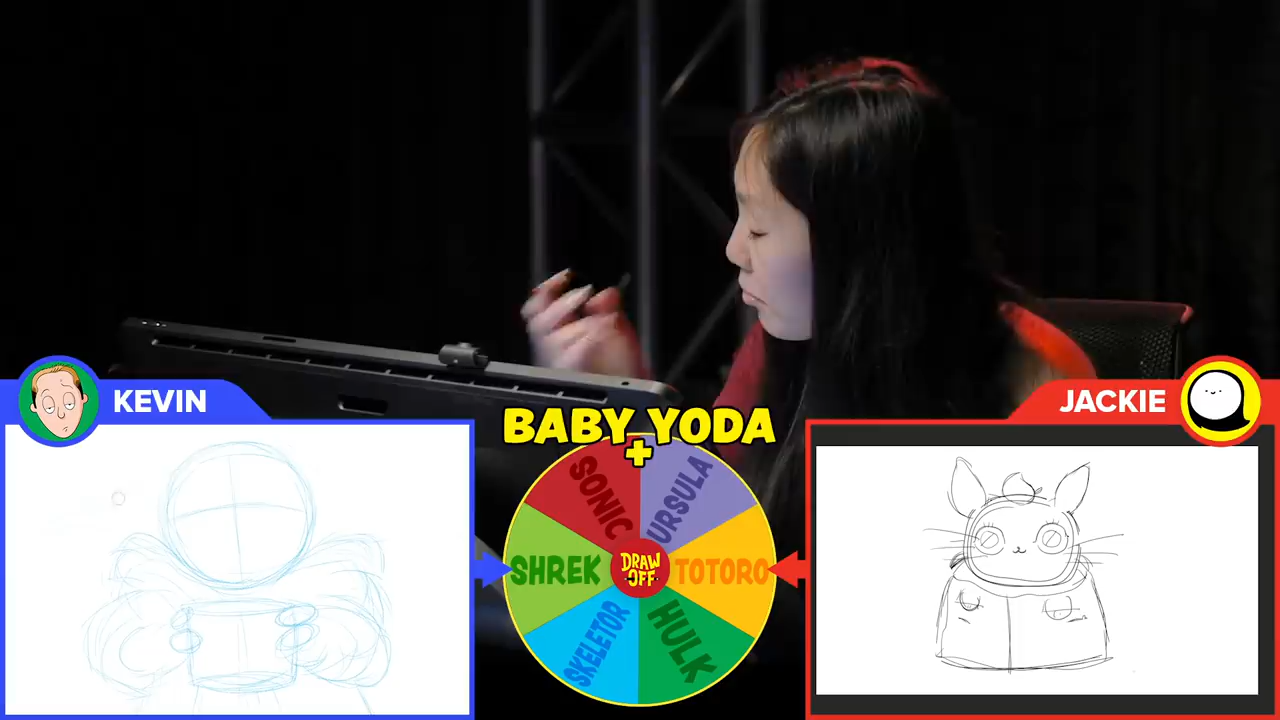 KEVIN
JACKIE
BABY YODA
+
SONIC
URSULA
SHREK
DRAW
OFF
TOTORO
SKELETOR
HULK